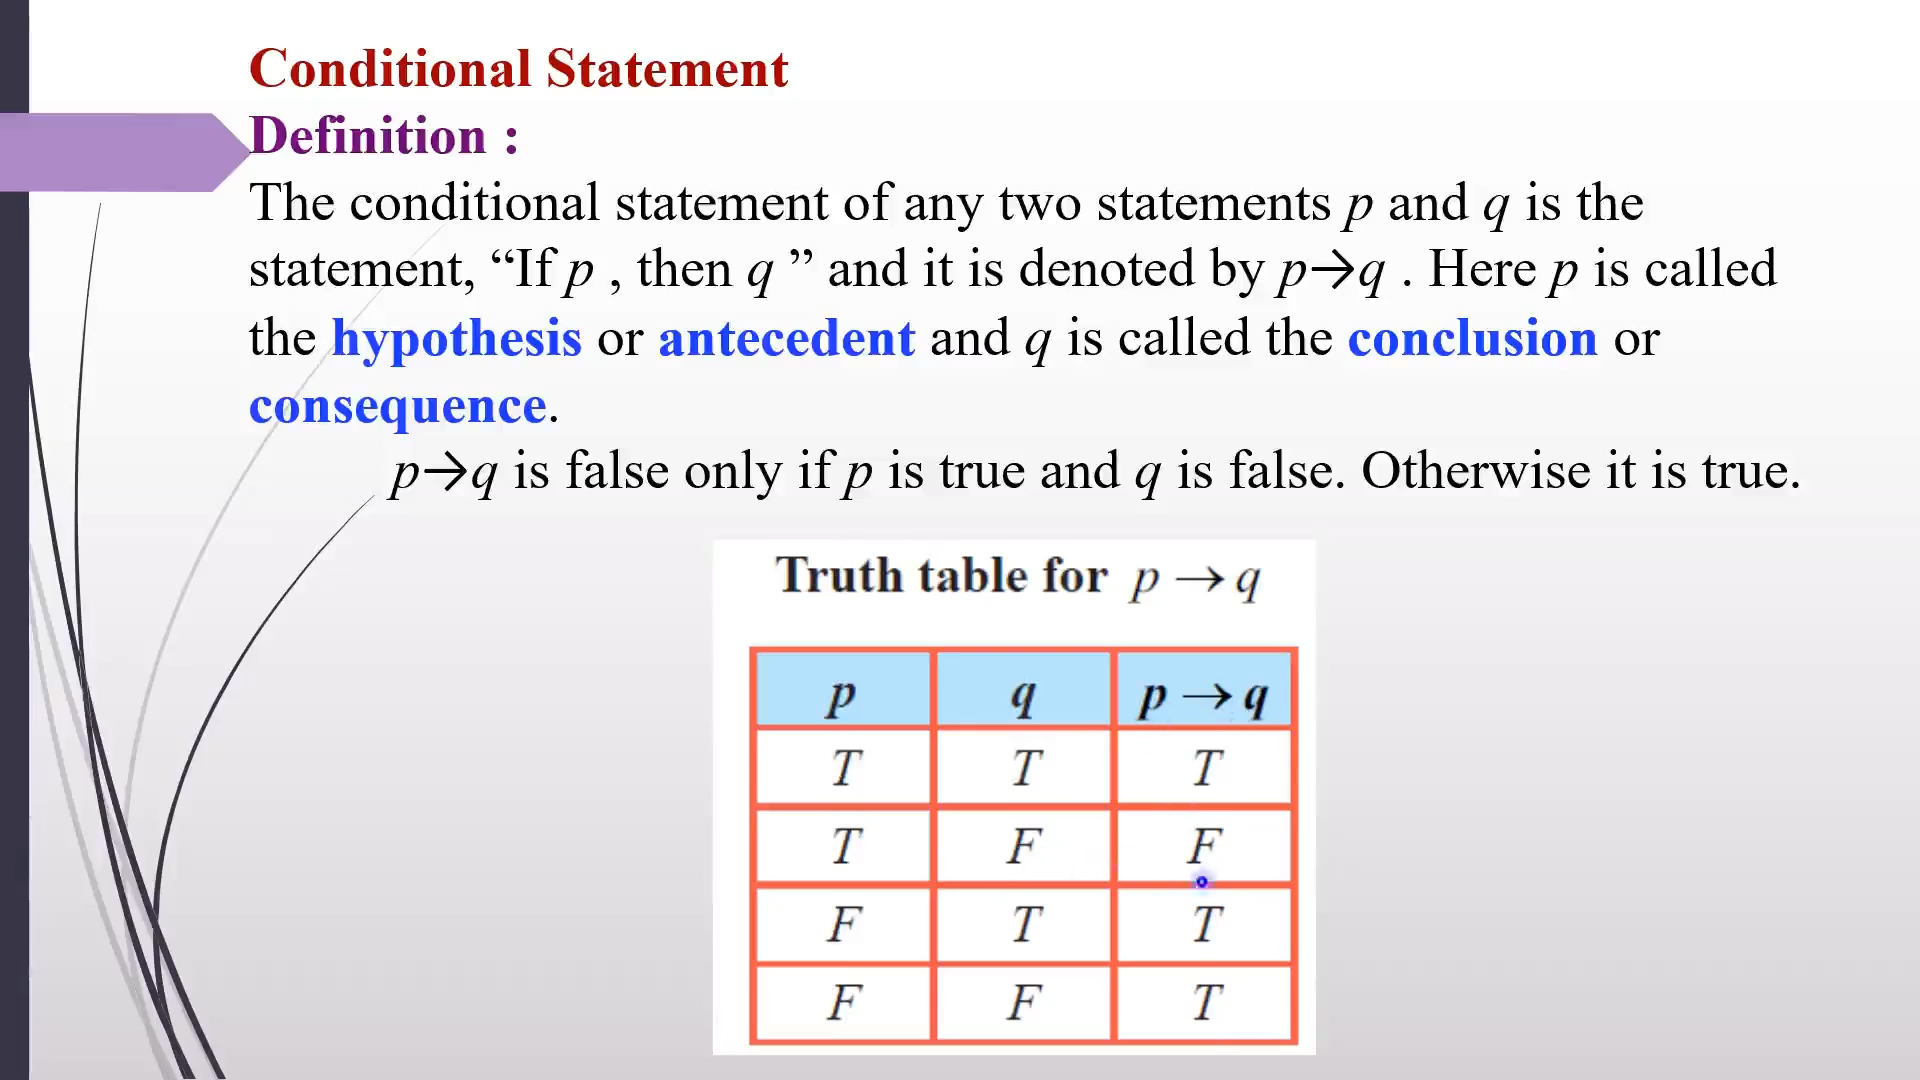 Conditional Statement
Definition :
The conditional statement of any two statements p and q is the
statement, “If p , then q ” and it is denoted by p→q . Here p is called
the hypothesis or antecedent and q is called the conclusion or
consequence.
p→q is false only if p is true and q is false. Otherwise it is true.
Truth table for p → q
p q p → q
T T T
T F F
F T T
F F T